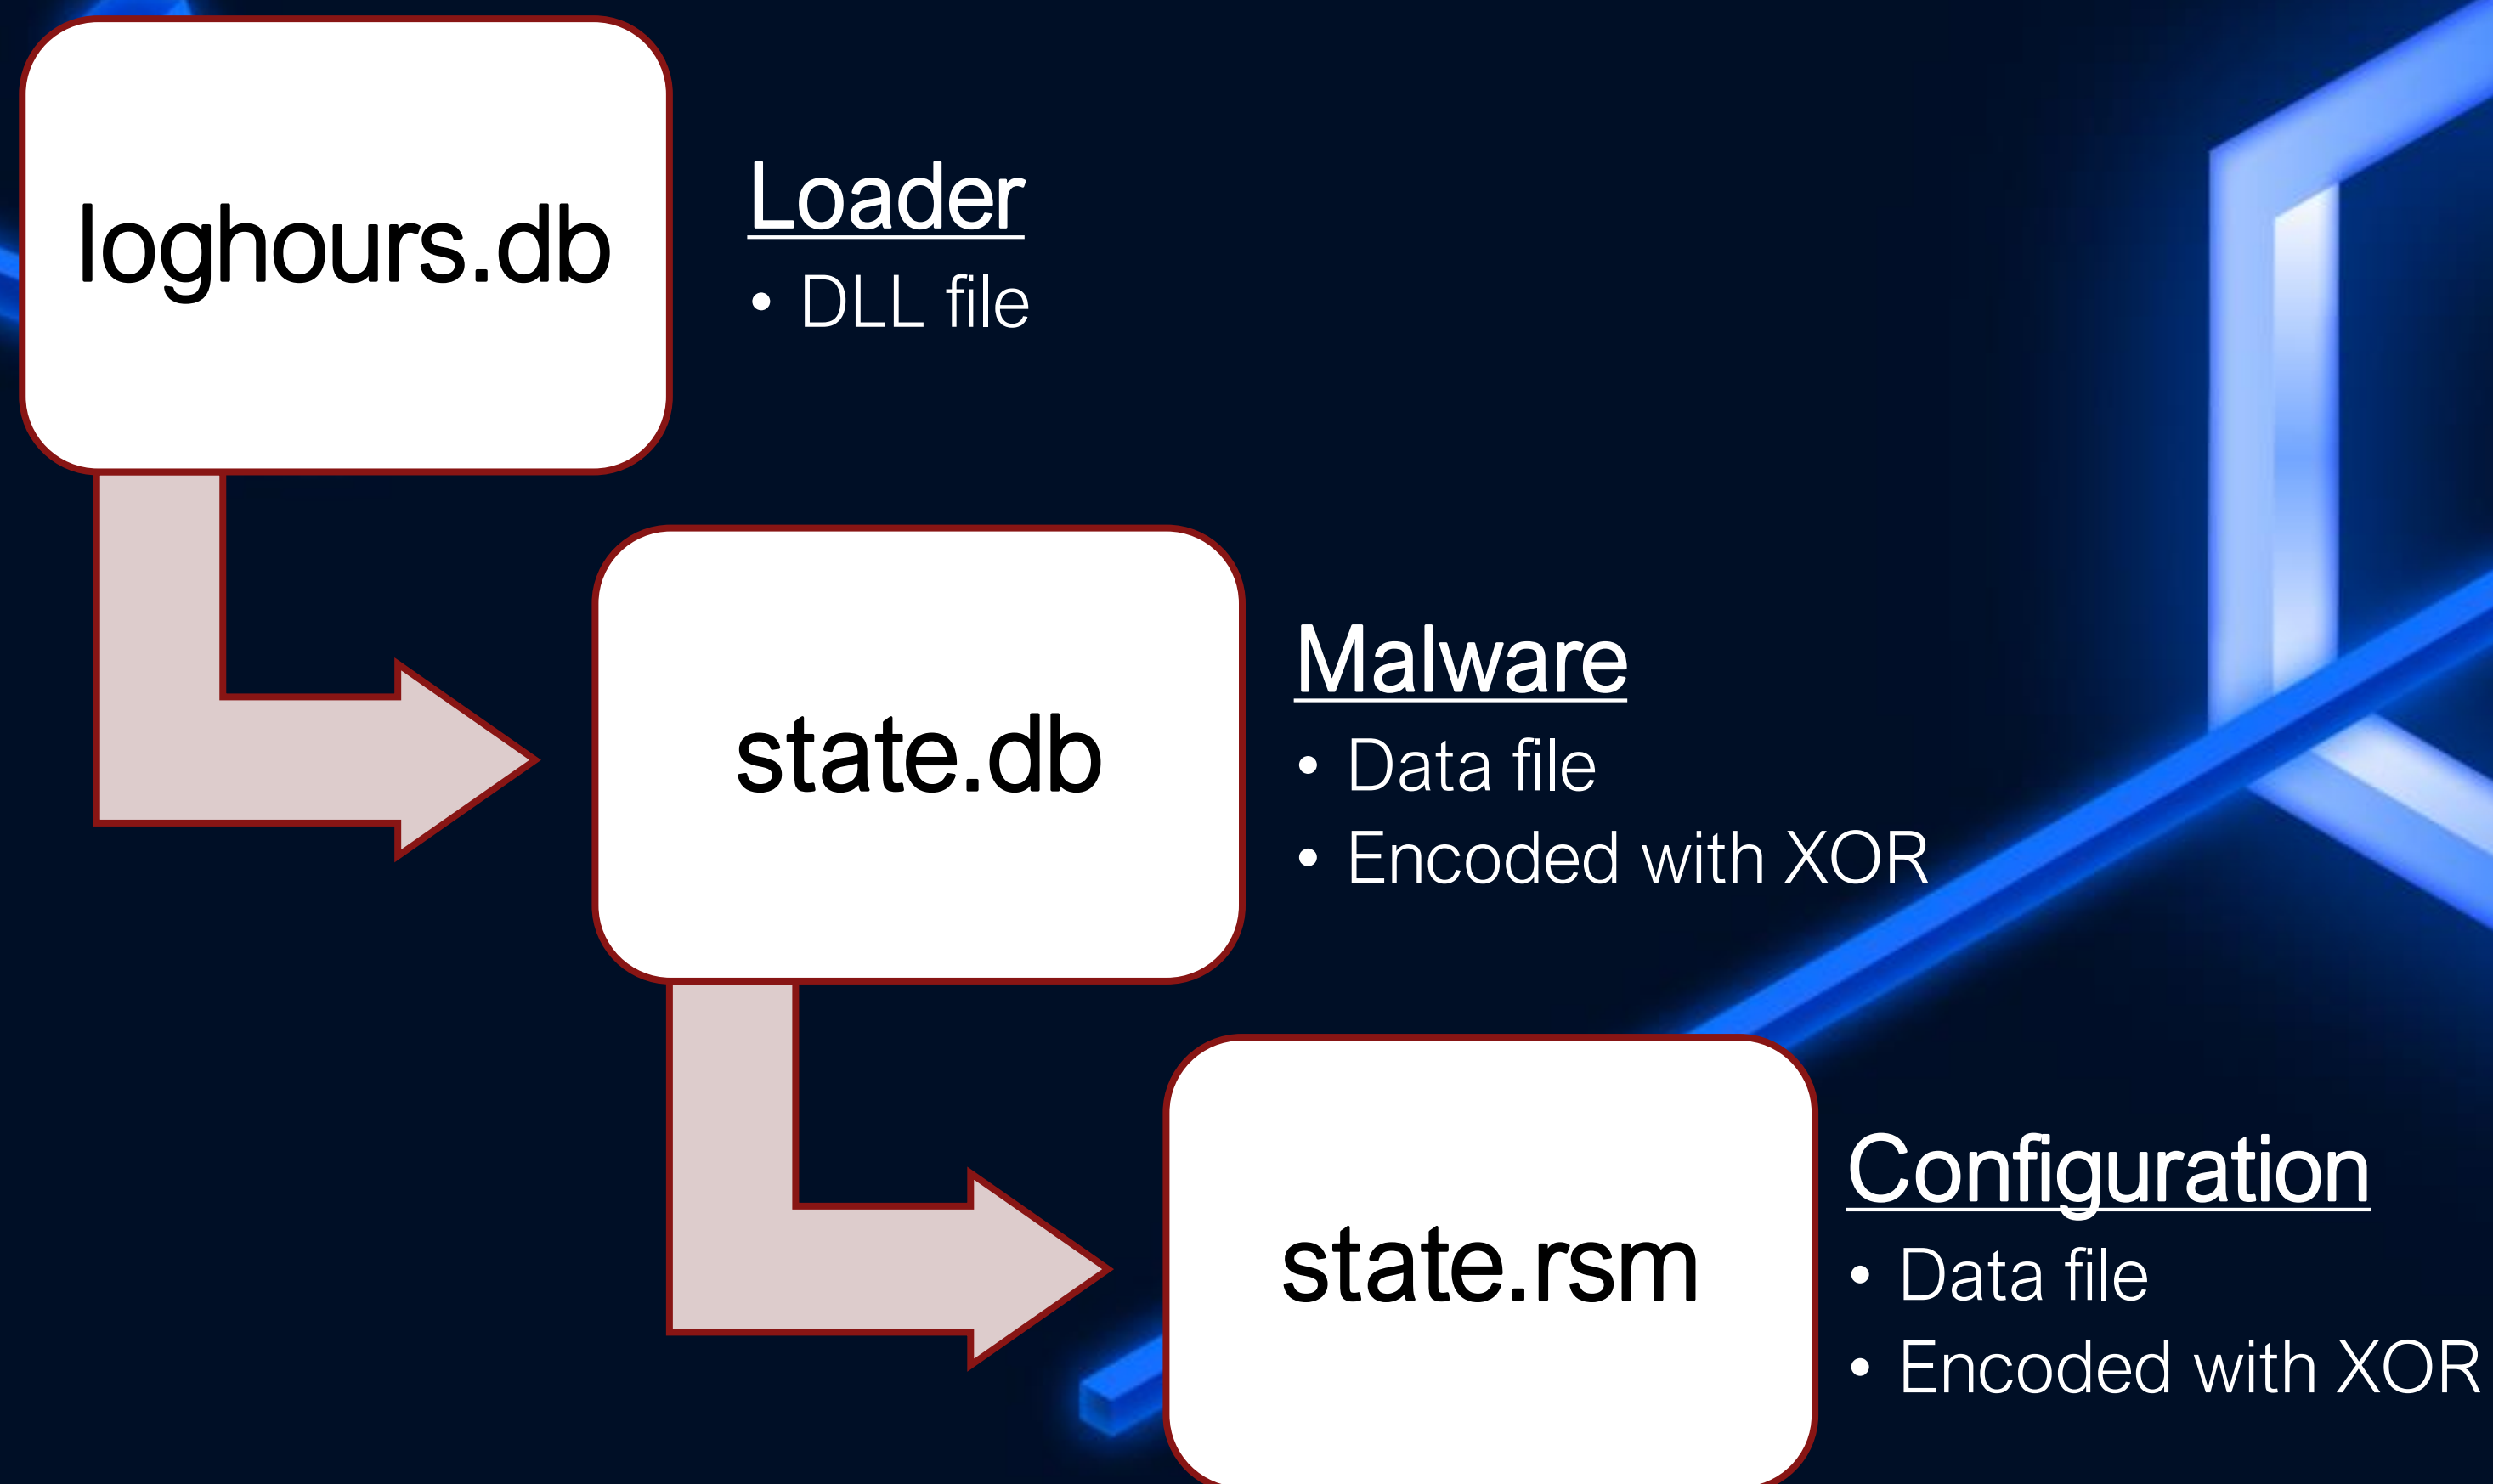 loghours.db
Loader
• DLL file
state.db
Malware
• Data file
• Encoded with XOR
state.rsm
Configuration
• Data file
• Encoded with XOR